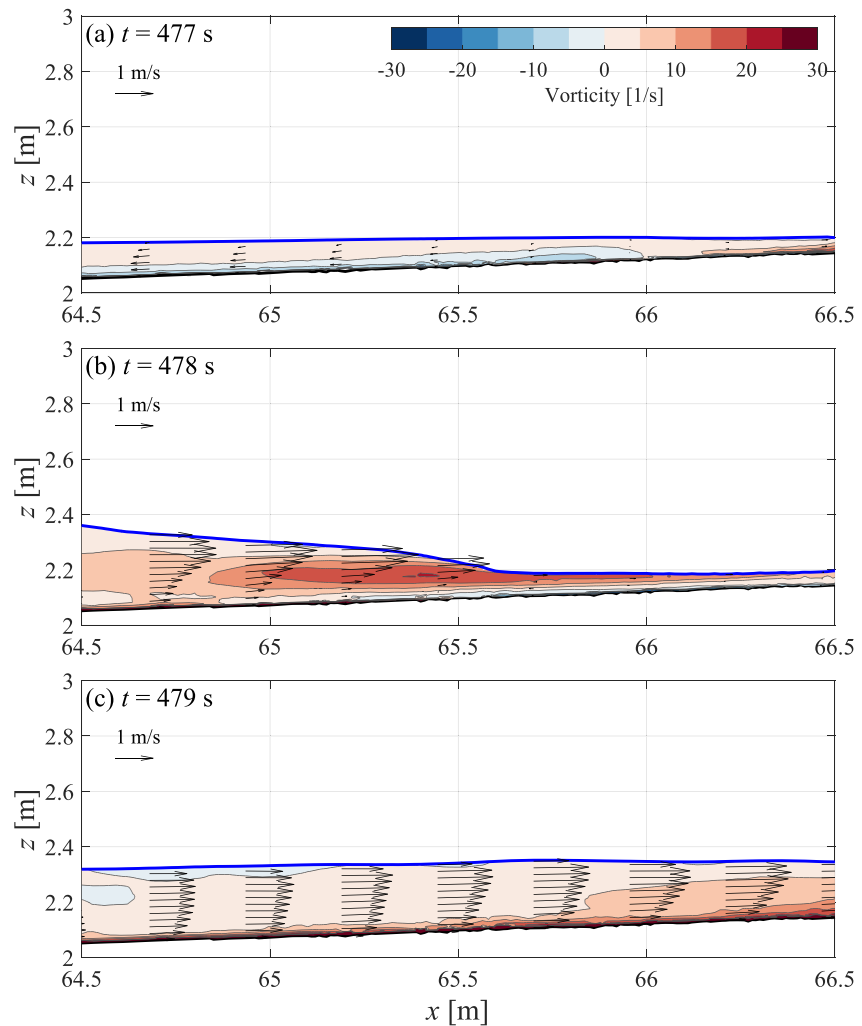 (a) t = 477 s
1 m/s
-30 -20 -10 0 10 20 30
Vorticity [1/s]
z [m]
3
2.8
2.6
2.4
2.2
2
64.5 65 65.5 66 66.5
(b) t = 478 s
1 m/s
z [m]
3
2.8
2.6
2.4
2.2
2
64.5 65 65.5 66 66.5
(c) t = 479 s
1 m/s
z [m]
3
2.8
2.6
2.4
2.2
2
64.5 65 65.5 66 66.5
x [m]